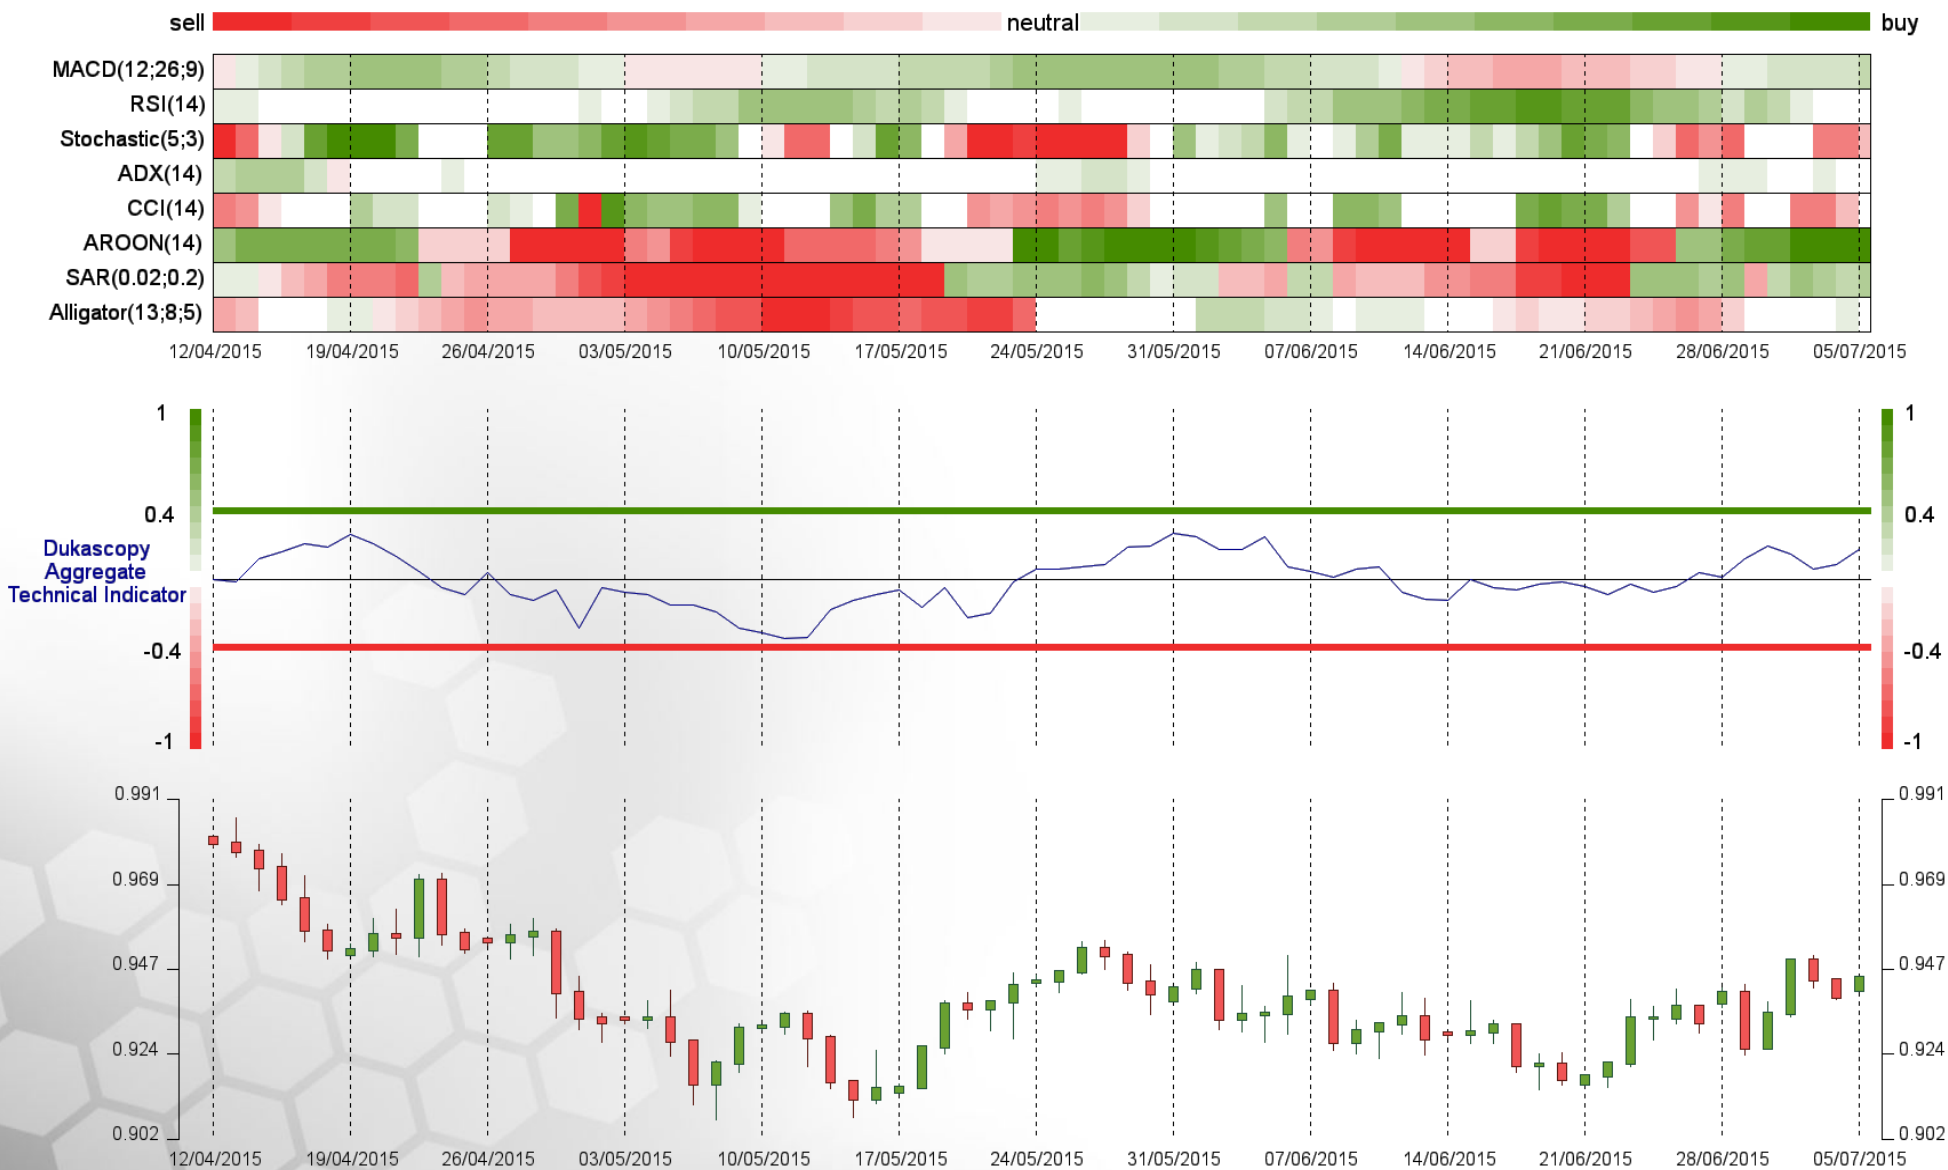 sell neutral buy
MACD(12;26;9)
RSI(14)
Stochastic(5;3)
ADX(14)
CCI(14)
AROON(14)
SAR(0.02;0.2)
Alligator(13;8;5)
12/04/2015 19/04/2015 26/04/2015 03/05/2015 10/05/2015 17/05/2015 24/05/2015 31/05/2015 07/06/2015 14/06/2015 21/06/2015 28/06/2015 05/07/2015
1 1
0.4 0.4
Dukascopy
Aggregate
Technical Indicator
-0.4 -0.4
-1 -1
0.991 0.991
0.969 0.969
0.947 0.947
0.924 0.924
0.902 0.902
12/04/2015 19/04/2015 26/04/2015 03/05/2015 10/05/2015 17/05/2015 24/05/2015 31/05/2015 07/06/2015 14/06/2015 21/06/2015 28/06/2015 05/07/2015